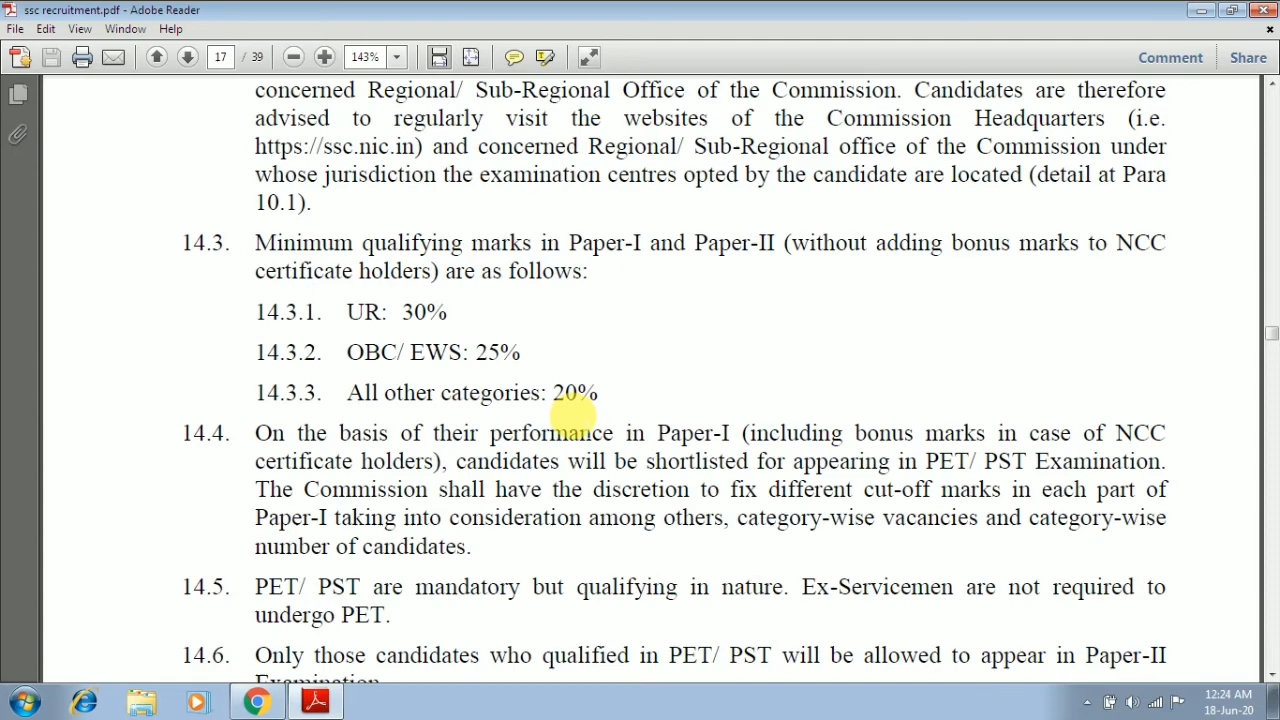 ssc recruitment.pdf - Adobe Reader
File Edit View Window Help
17 / 39 143% Comment Share
concerned Regional/ Sub-Regional Office of the Commission. Candidates are therefore
advised to regularly visit the websites of the Commission Headquarters (i.e.
https://ssc.nic.in) and concerned Regional/ Sub-Regional office of the Commission under
whose jurisdiction the examination centres opted by the candidate are located (detail at Para
10.1).
14.3. Minimum qualifying marks in Paper-I and Paper-II (without adding bonus marks to NCC
certificate holders) are as follows:
14.3.1. UR: 30%
14.3.2. OBC/ EWS: 25%
14.3.3. All other categories: 20%
14.4. On the basis of their performance in Paper-I (including bonus marks in case of NCC
certificate holders), candidates will be shortlisted for appearing in PET/ PST Examination.
The Commission shall have the discretion to fix different cut-off marks in each part of
Paper-I taking into consideration among others, category-wise vacancies and category-wise
number of candidates.
14.5. PET/ PST are mandatory but qualifying in nature. Ex-Servicemen are not required to
undergo PET.
14.6. Only those candidates who qualified in PET/ PST will be allowed to appear in Paper-II
Examination.
12:24 AM
18-Jun-20